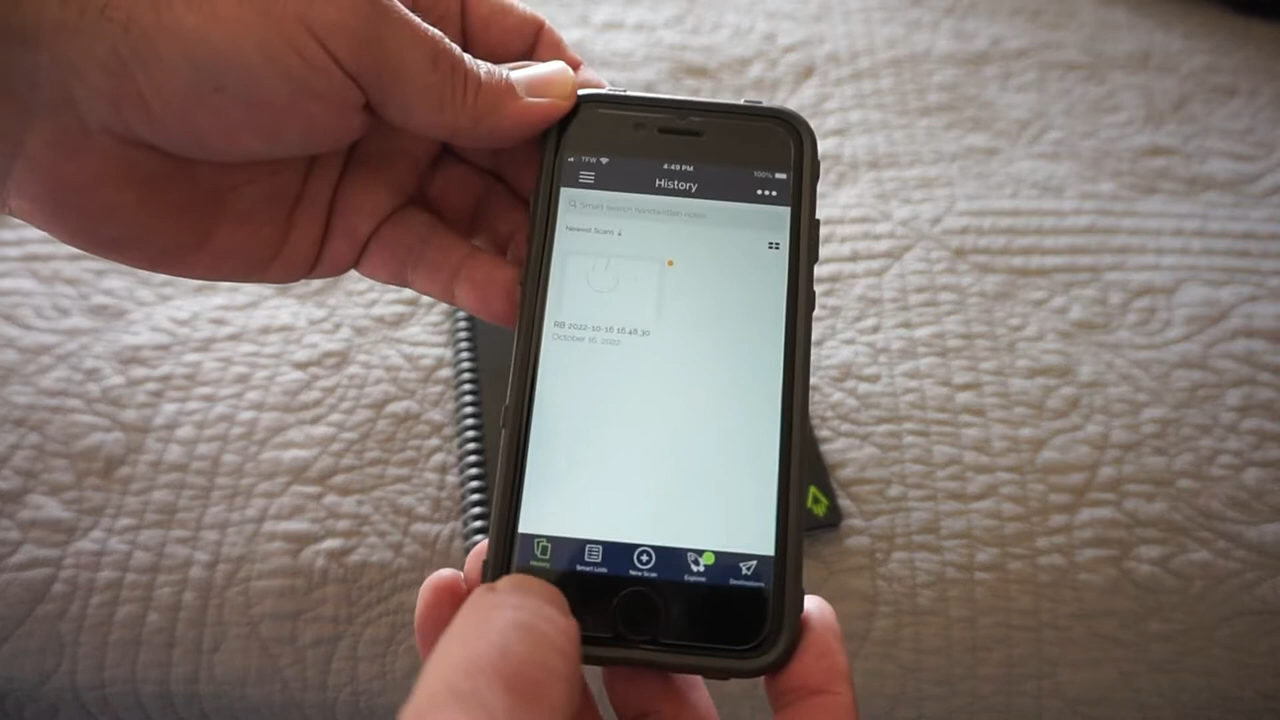 TFW 4:49 PM 100%
History
Smart search handwritten notes
Newest Scans ↓
RB 2022-10-16 16.48.30
October 16, 2022
History Smart Lists New Scan Explore Destinations